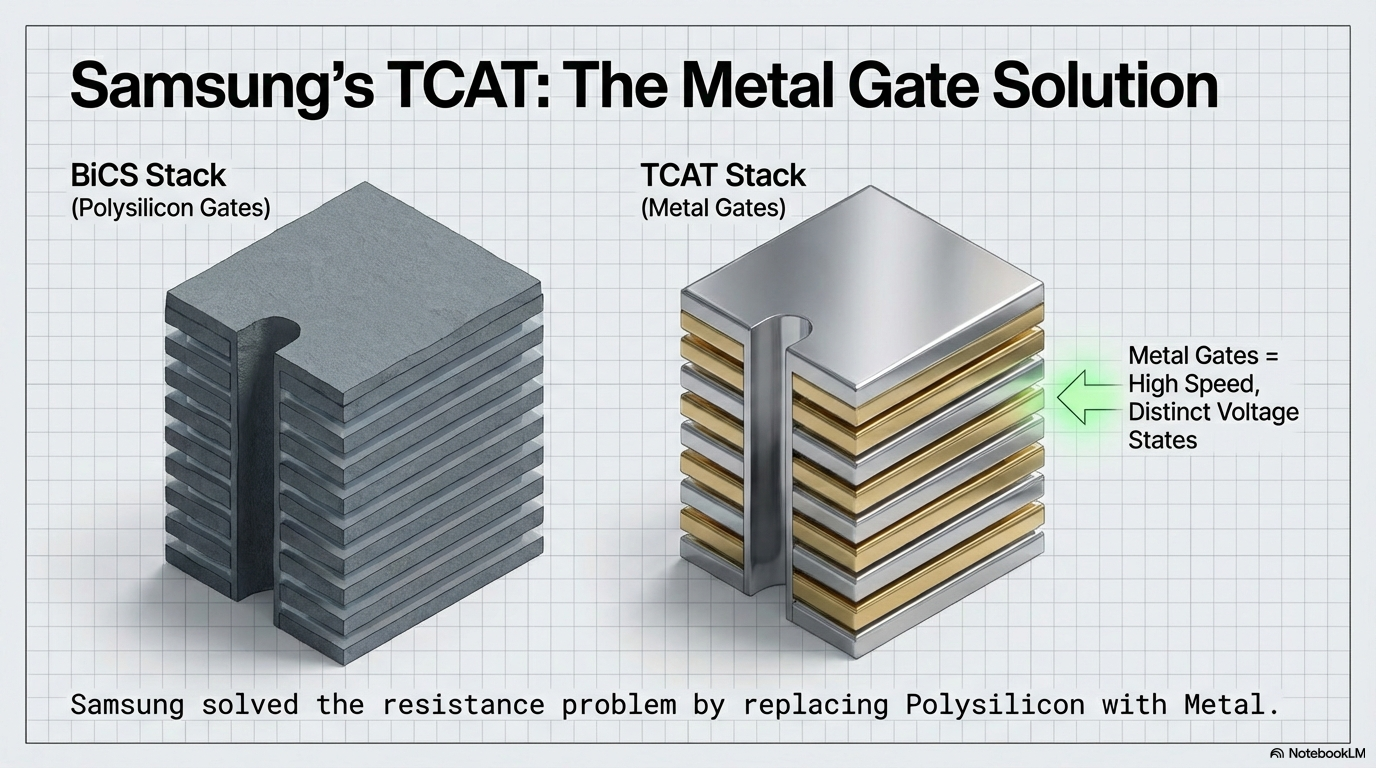 Samsung’s TCAT: The Metal Gate Solution
BiCS Stack
(Polysilicon Gates)
TCAT Stack
(Metal Gates)
Metal Gates =
High Speed,
Distinct Voltage
States
Samsung solved the resistance problem by replacing Polysilicon with Metal.
NotebookLM